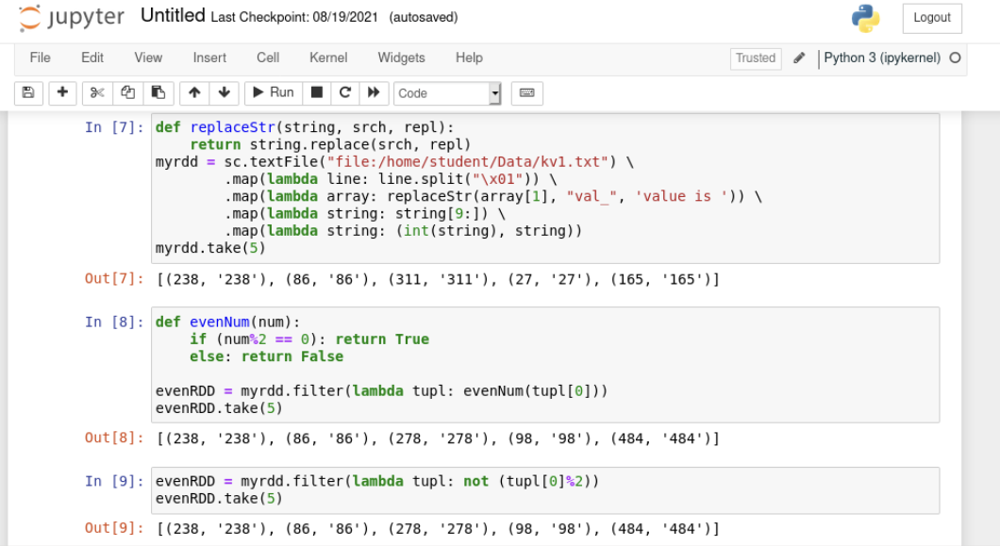 jupyter Untitled Last Checkpoint: 08/19/2021 (autosaved) Logout
File Edit View Insert Cell Kernel Widgets Help Trusted Python 3 (ipykernel)
Run Code
In [7]: def replaceStr(string, srch, repl):
    return string.replace(srch, repl)
myrdd = sc.textFile("file:/home/student/Data/kv1.txt") \
        .map(lambda line: line.split("\x01")) \
        .map(lambda array: replaceStr(array[1], "val_", 'value is ')) \
        .map(lambda string: string[9:]) \
        .map(lambda string: (int(string), string))
myrdd.take(5)
Out[7]: [(238, '238'), (86, '86'), (311, '311'), (27, '27'), (165, '165')]
In [8]: def evenNum(num):
    if (num%2 == 0): return True
    else: return False
evenRDD = myrdd.filter(lambda tupl: evenNum(tupl[0]))
evenRDD.take(5)
Out[8]: [(238, '238'), (86, '86'), (278, '278'), (98, '98'), (484, '484')]
In [9]: evenRDD = myrdd.filter(lambda tupl: not (tupl[0]%2))
evenRDD.take(5)
Out[9]: [(238, '238'), (86, '86'), (278, '278'), (98, '98'), (484, '484')]